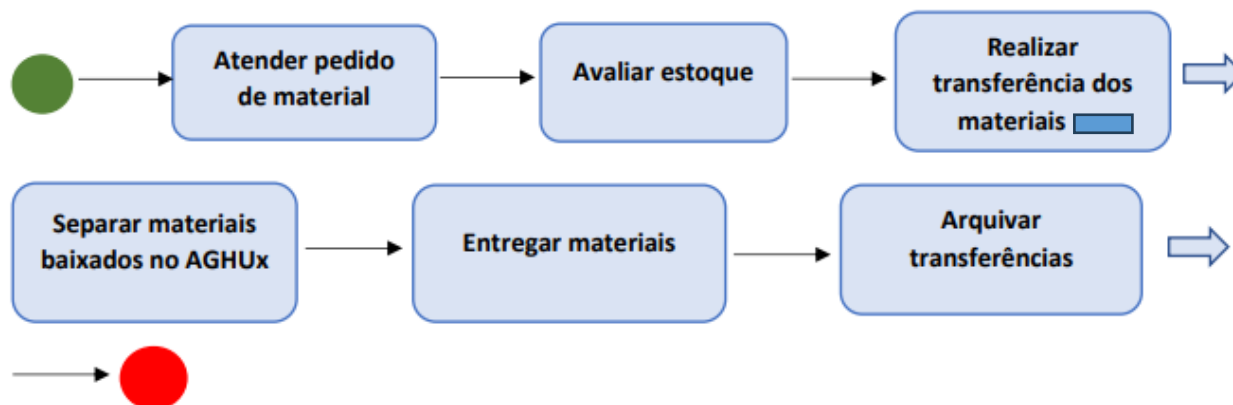 Atender pedido
de material
Avaliar estoque
Realizar
transferência dos
materiais
Separar materiais
baixados no AGHUx
Entregar materiais
Arquivar
transferências